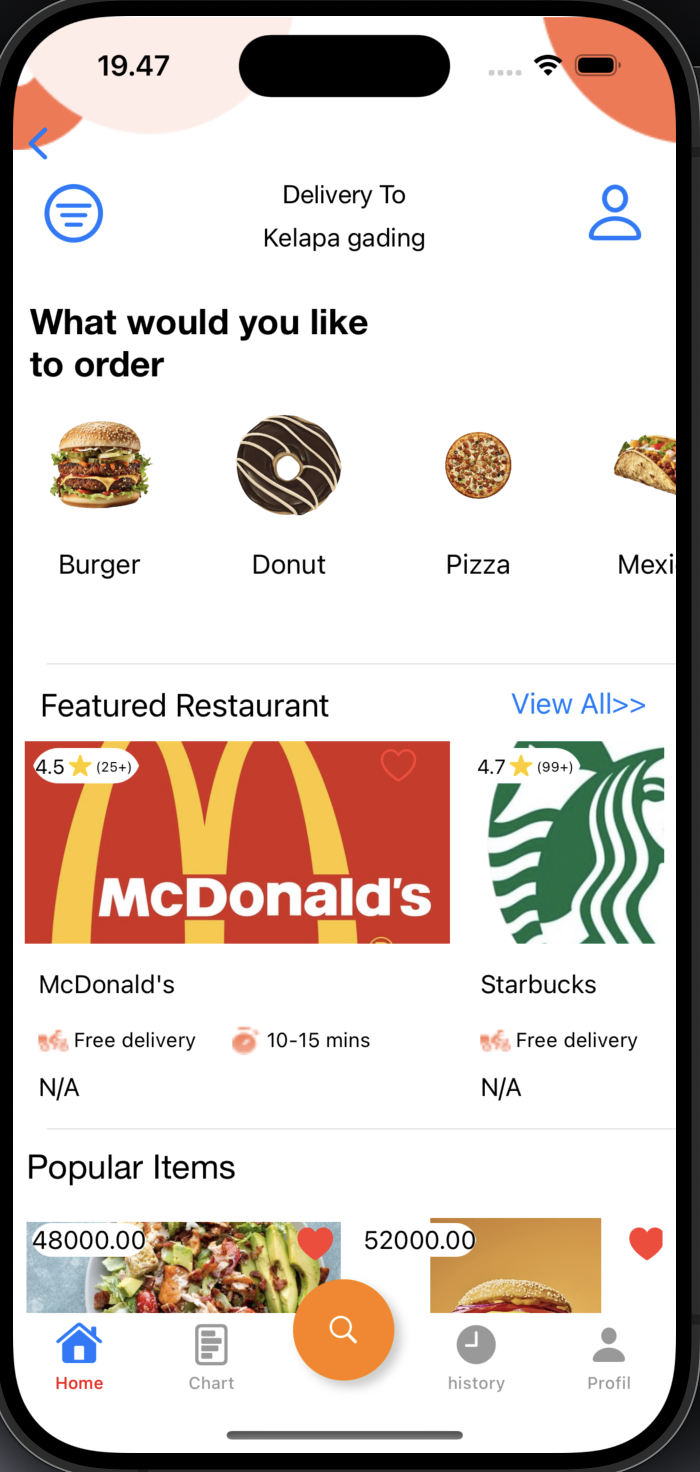 19.47
Delivery To
Kelapa gading
What would you like
to order
Burger
Donut
Pizza
Mexi
Featured Restaurant
View All>>
4.5 (25+)
4.7 (99+)
McDonald's
McDonald's
Starbucks
Free delivery
10-15 mins
Free delivery
N/A
N/A
Popular Items
48000.00
52000.00
Home
Chart
history
Profil